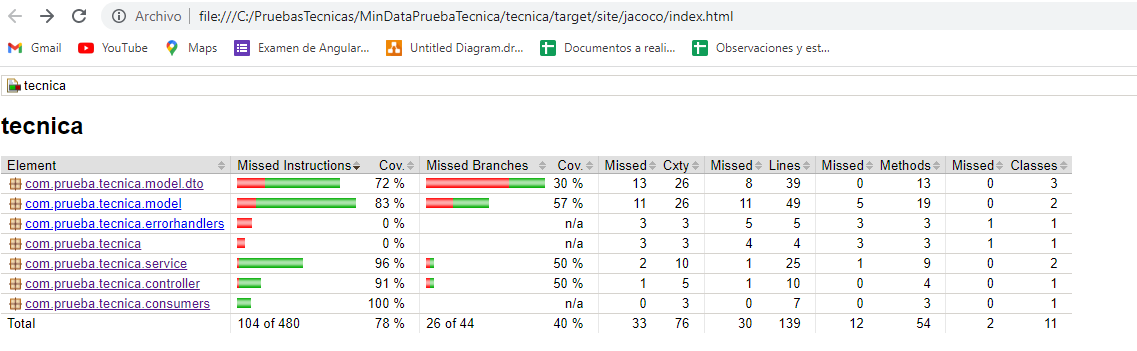 Archivo file:///C:/PruebasTecnicas/MinDataPruebaTecnica/tecnica/target/site/jacoco/index.html
Gmail YouTube Maps Examen de Angular... Untitled Diagram.dr... Documentos a reali... Observaciones y est...
tecnica
tecnica
Element Missed Instructions Cov. Missed Branches Cov. Missed Cxty Missed Lines Missed Methods Missed Classes
com.prueba.tecnica.model.dto 72 % 30 % 13 26 8 39 0 13 0 3
com.prueba.tecnica.model 83 % 57 % 11 26 11 49 5 19 0 2
com.prueba.tecnica.errorhandlers 0 % n/a 3 3 5 5 3 3 1 1
com.prueba.tecnica 0 % n/a 3 3 4 4 3 3 1 1
com.prueba.tecnica.service 96 % 50 % 2 10 1 25 1 9 0 2
com.prueba.tecnica.controller 91 % 50 % 1 5 1 10 0 4 0 1
com.prueba.tecnica.consumers 100 % n/a 0 3 0 7 0 3 0 1
Total 104 of 480 78 % 26 of 44 40 % 33 76 30 139 12 54 2 11